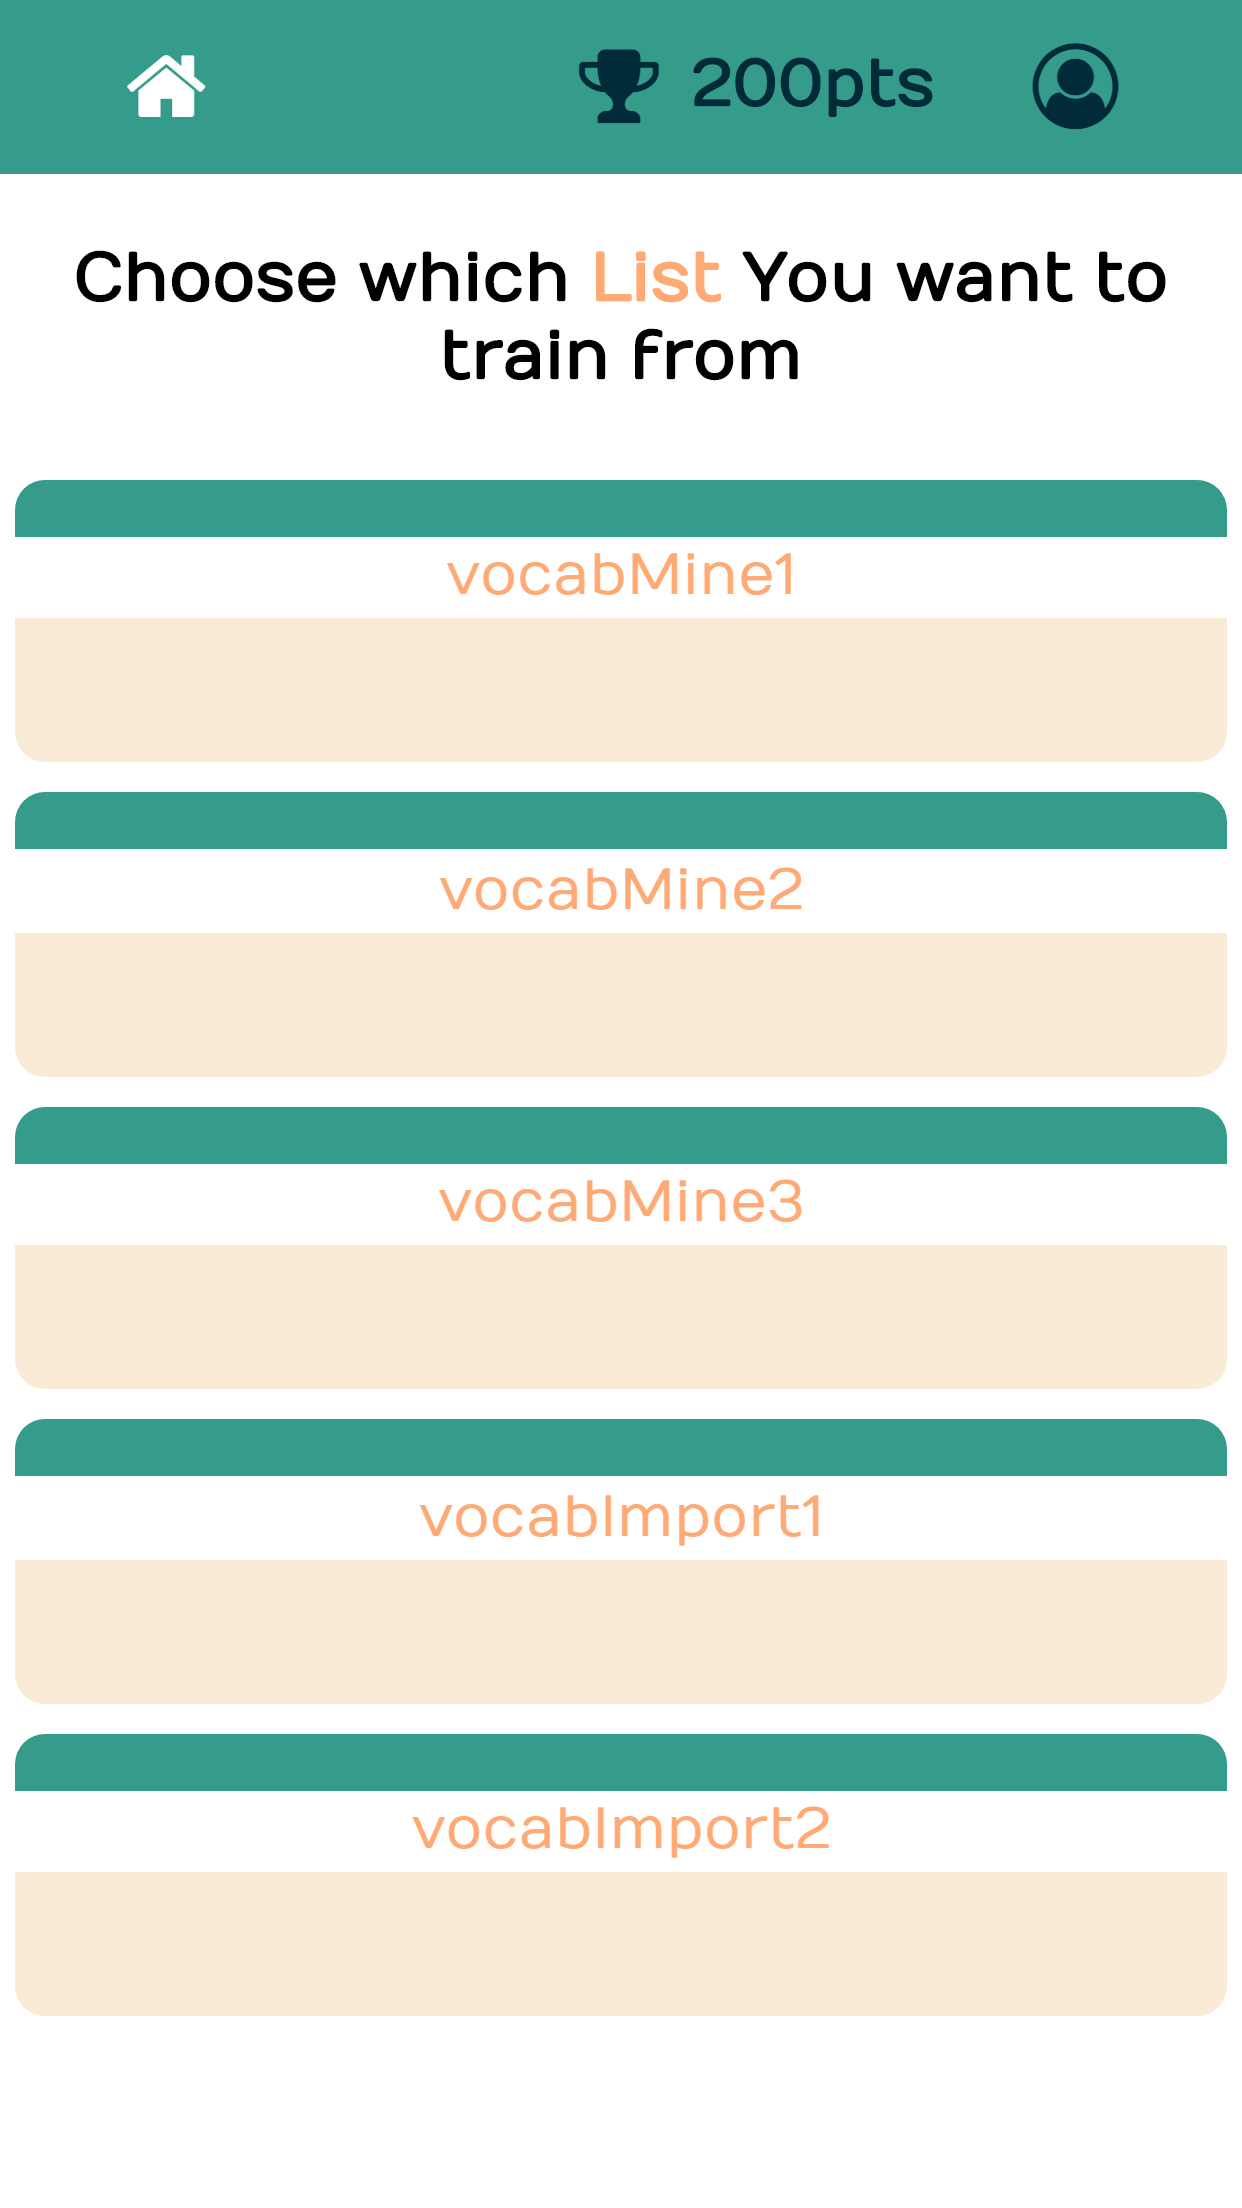 200pts
Choose which List You want to
train from
vocabMine1
vocabMine2
vocabMine3
vocabImport1
vocabImport2